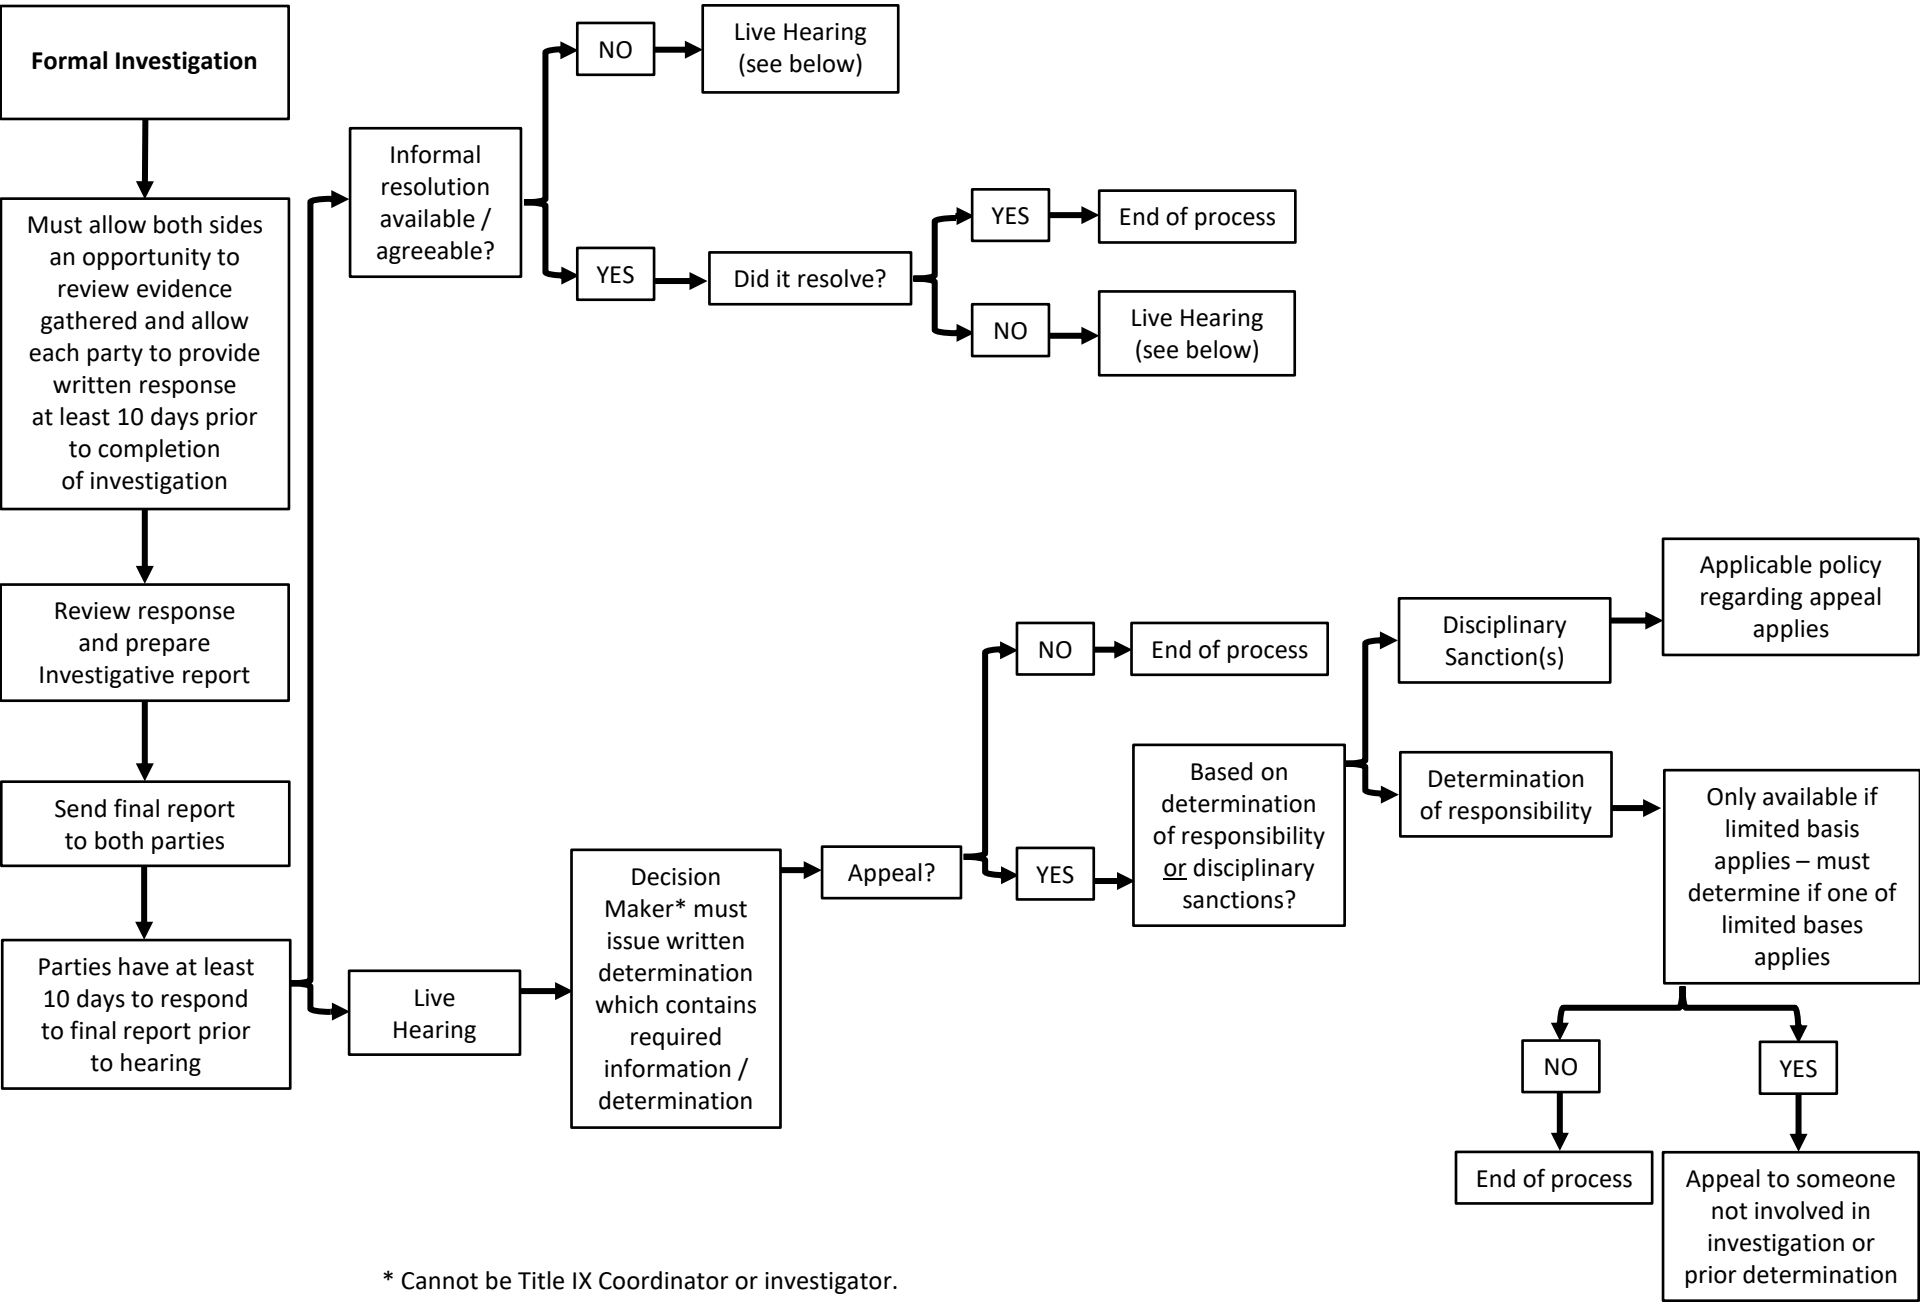 Formal Investigation
Must allow both sides
an opportunity to
review evidence
gathered and allow
each party to provide
written response
at least 10 days prior
to completion
of investigation
Review response
and prepare
Investigative report
Send final report
to both parties
Parties have at least
10 days to respond
to final report prior
to hearing
Informal
resolution
available /
agreeable?
NO
Live Hearing
(see below)
YES
Did it resolve?
YES
End of process
NO
Live Hearing
(see below)
Live
Hearing
Decision
Maker* must
issue written
determination
which contains
required
information /
determination
Appeal?
NO
End of process
YES
Based on
determination
of responsibility
or disciplinary
sanctions?
Disciplinary
Sanction(s)
Applicable policy
regarding appeal
applies
Determination
of responsibility
Only available if
limited basis
applies – must
determine if one of
limited bases
applies
NO
End of process
YES
Appeal to someone
not involved in
investigation or
prior determination
* Cannot be Title IX Coordinator or investigator.